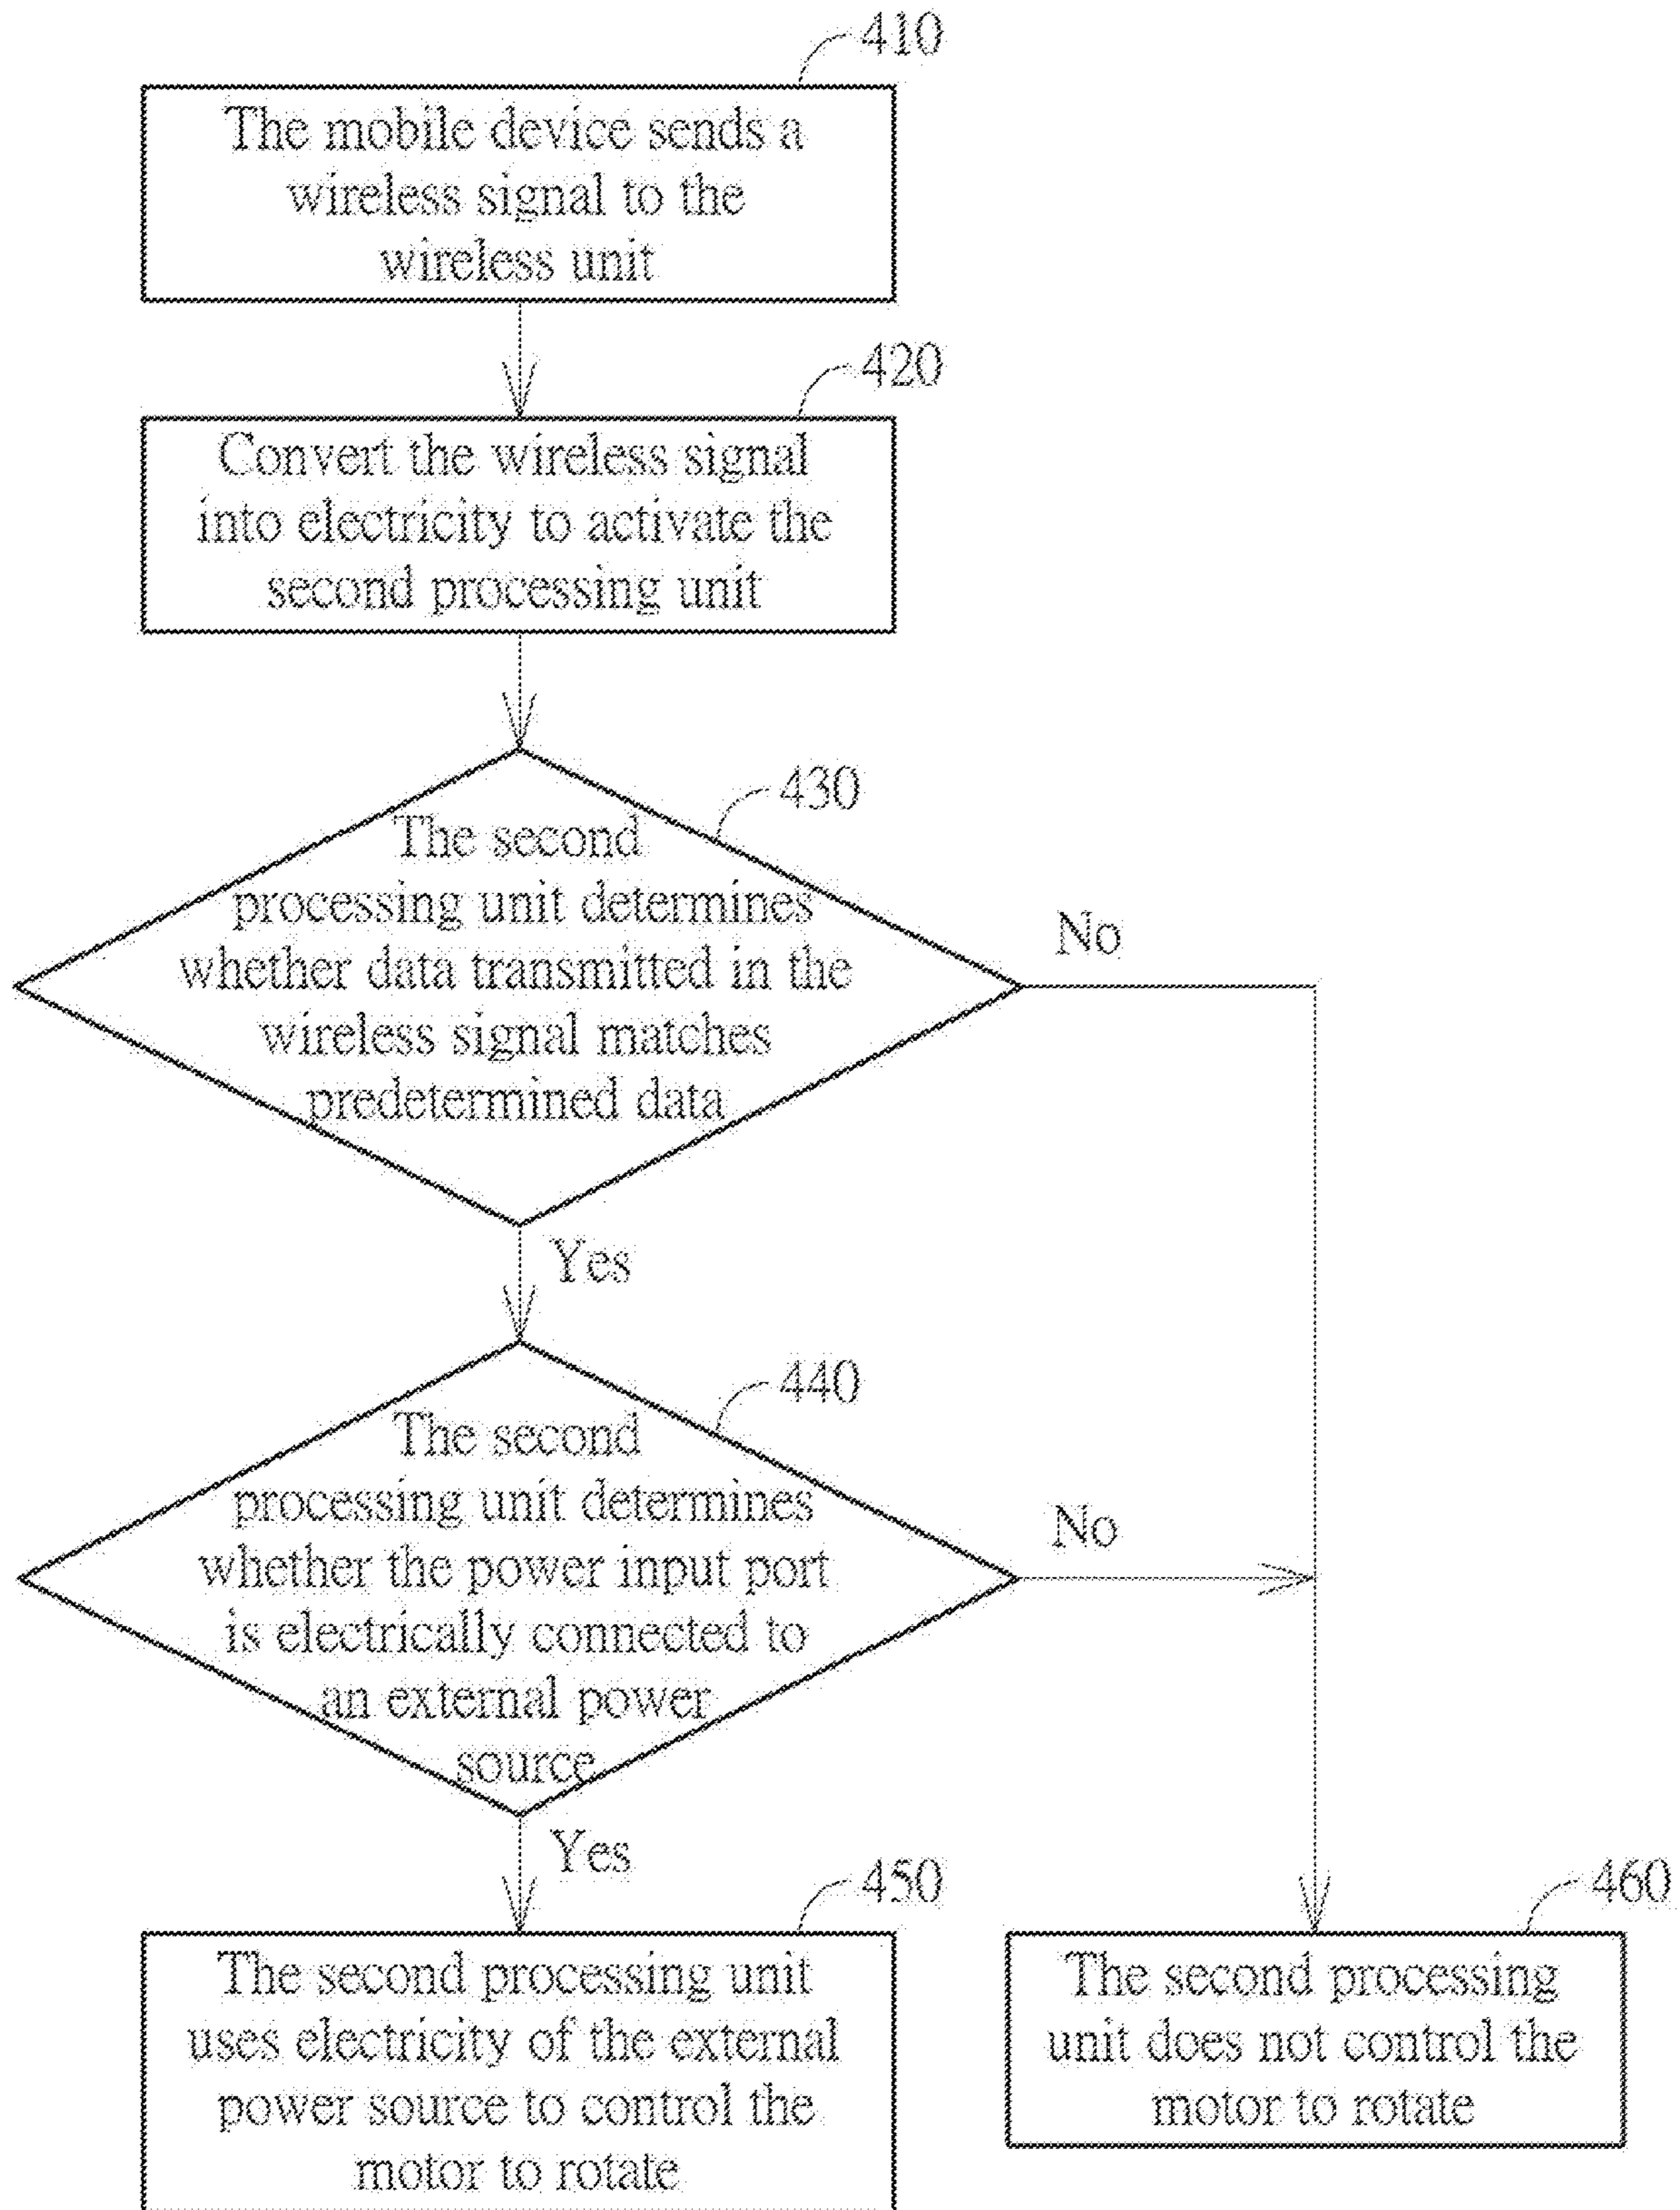 410
The mobile device sends a
wireless signal to the
wireless unit
420
Convert the wireless signal
into electricity to activate the
second processing unit
430
The second
processing unit determines
whether data transmitted in the
wireless signal matches
predetermined data
No
Yes
440
The second
processing unit determines
whether the power input port
is electrically connected to
an external power
source
No
Yes
450
The second processing unit
uses electricity of the external
power source to control the
motor to rotate
460
The second processing
unit does not control the
motor to rotate